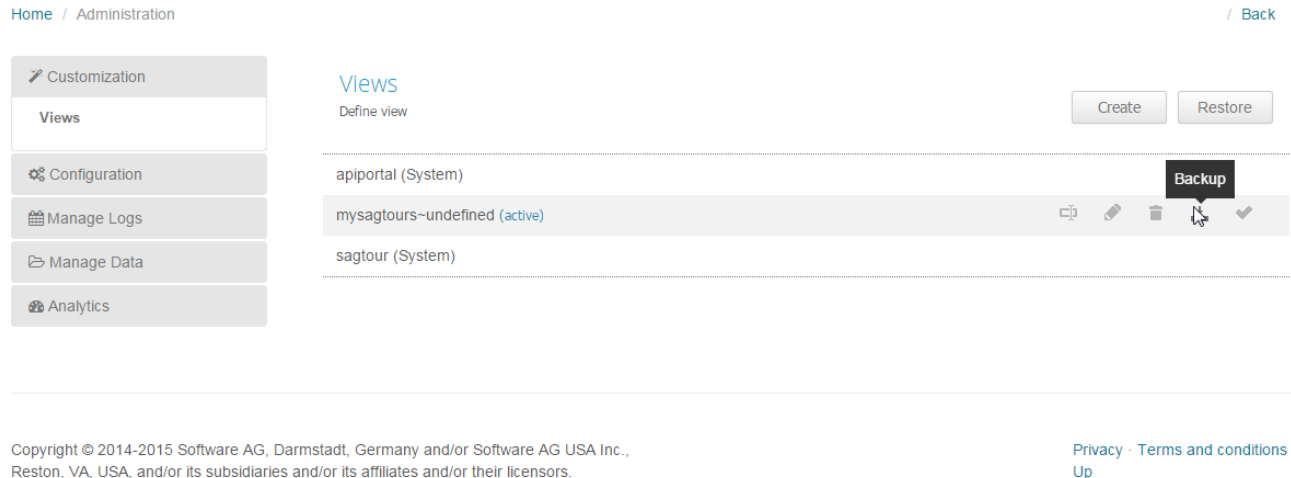 Home / Administration / Back
Customization
Views
Configuration
Manage Logs
Manage Data
Analytics
Views
Define view
Create Restore
apiportal (System)
Backup
mysagtours~undefined (active)
sagtour (System)
Copyright © 2014-2015 Software AG, Darmstadt, Germany and/or Software AG USA Inc.,
Reston, VA, USA, and/or its subsidiaries and/or its affiliates and/or their licensors.
Privacy · Terms and conditions
Up